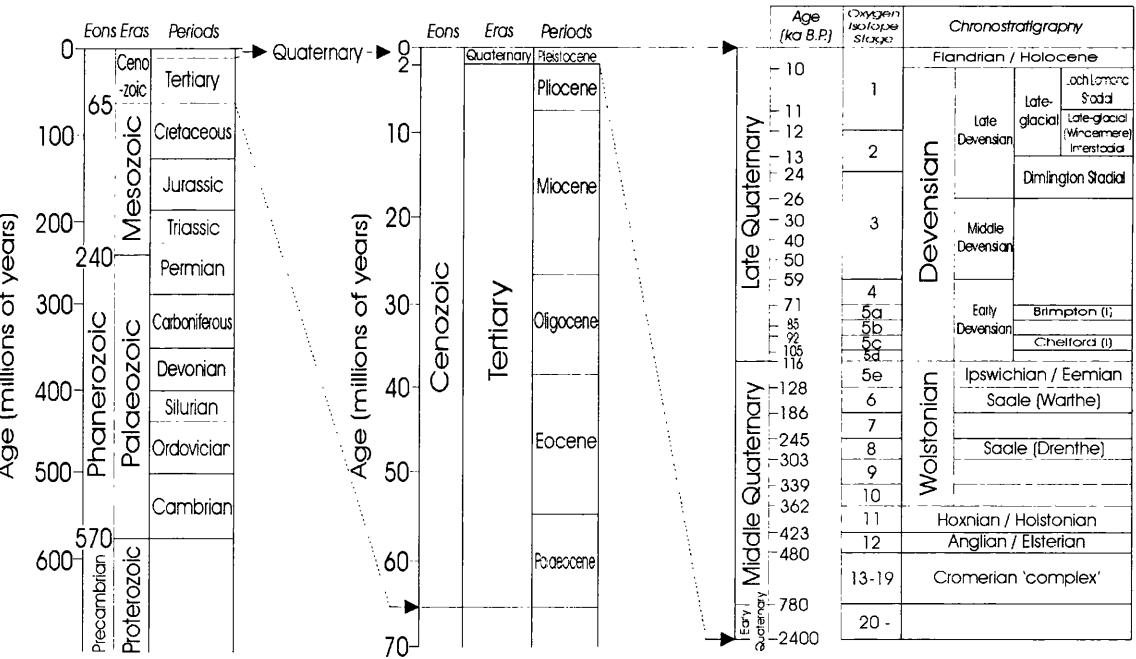 Eons Eras Periods
Age (millions of years)
0
65
100
200
240
300
400
500
570
600
Phanerozoic
Precambrian
Ceno
-zoic
Mesozoic
Palaeozoic
Proterozoic
Tertiary
Cretaceous
Jurassic
Triassic
Permian
Carboniferous
Devonian
Silurian
Ordovician
Cambrian
Quaternary
Eons Eras Periods
Age (millions of years)
0
2
10
20
30
40
50
60
70
Cenozoic
Quaternary
Tertiary
Pleistocene
Pliocene
Miocene
Oligocene
Eocene
Palaeocene
Age
(ka B.P.)
Late Quaternary
Middle Quaternary
Early
Quaternary
10
11
12
13
24
26
30
40
50
59
71
85
92
105
116
128
186
245
303
339
362
423
480
780
2400
Oxygen
Isotope
Stage
1
2
3
4
5a
5b
5c
5d
5e
6
7
8
9
10
11
12
13-19
20 -
Chronostratigraphy
Flandrian / Holocene
Devensian
Late
Devensian
Late-
glacial
Loch Lomond
Stadial
Late-glacial
(Windermere)
Interstadial
Dimlington Stadial
Middle
Devensian
Early
Devensian
Brimpton (i)
Chelford (i)
Wolstonian
Ipswichian / Eemian
Saale (Warthe)
Saale (Drenthe)
Hoxnian / Holstonian
Anglian / Elsterian
Cromerian 'complex'